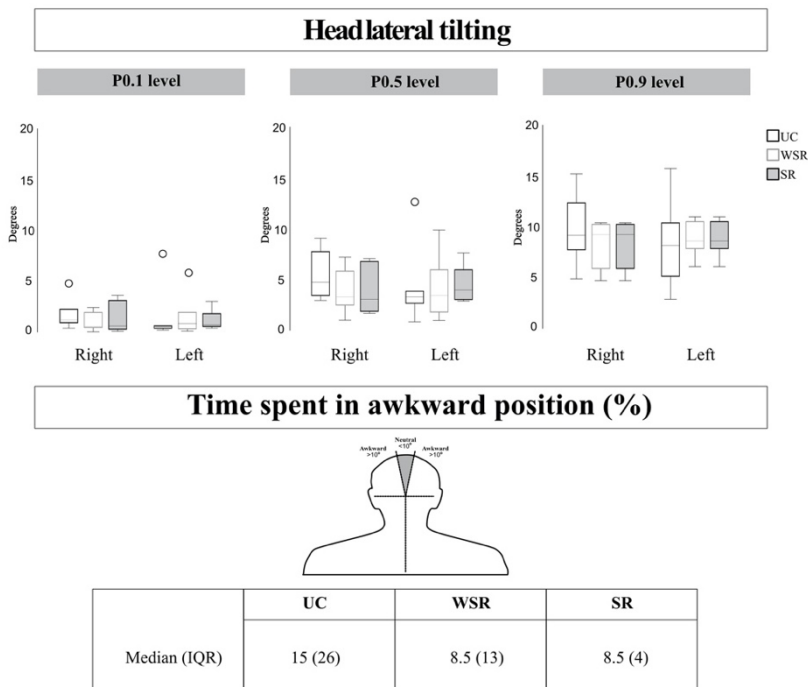 Head lateral tilting
P0.1 level
P0.5 level
P0.9 level
20
15
10
5
0
Degrees
Right Left
20
15
10
5
0
Degrees
Right Left
20
15
10
5
0
Degrees
Right Left
UC
WSR
SR
Time spent in awkward position (%)
Neutral
<10°
Awkward
>10°
Awkward
>10°
UC WSR SR
Median (IQR) 15 (26) 8.5 (13) 8.5 (4)